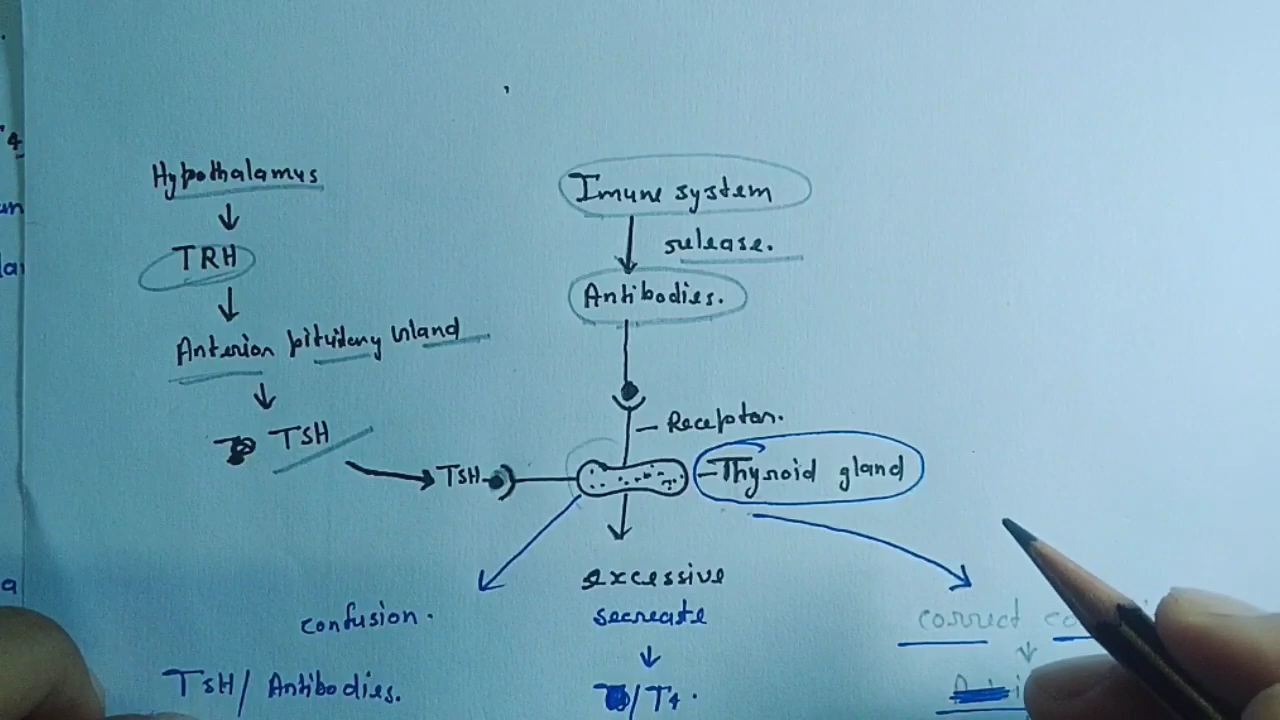 Hypothalamus
TRH
Anterior pituitary Gland
TSH
TSH
Imune system
release.
Antibodies.
Receptor.
Thyroid gland
confusion.
TSH/ Antibodies.
excessive
secreate
/T4.
correct